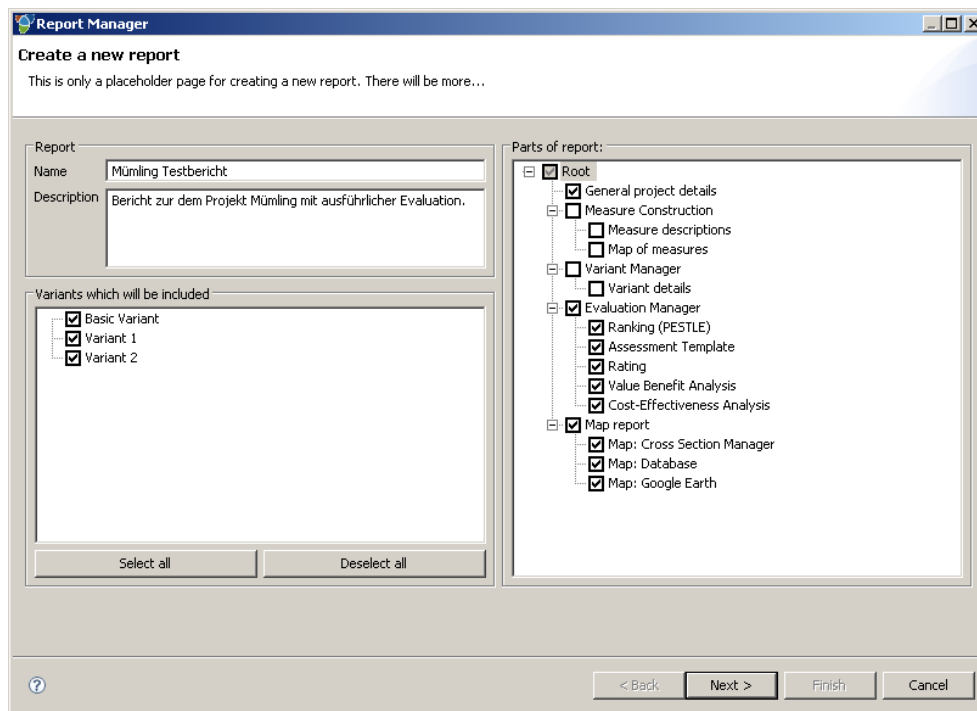 Report Manager
Create a new report
This is only a placeholder page for creating a new report. There will be more...
Report
Name
Mümling Testbericht
Description
Bericht zur dem Projekt Mümling mit ausführlicher Evaluation.
Variants which will be included
Basic Variant
Variant 1
Variant 2
Select all
Deselect all
Parts of report:
Root
General project details
Measure Construction
Measure descriptions
Map of measures
Variant Manager
Variant details
Evaluation Manager
Ranking (PESTLE)
Assessment Template
Rating
Value Benefit Analysis
Cost-Effectiveness Analysis
Map report
Map: Cross Section Manager
Map: Database
Map: Google Earth
?
< Back
Next >
Finish
Cancel